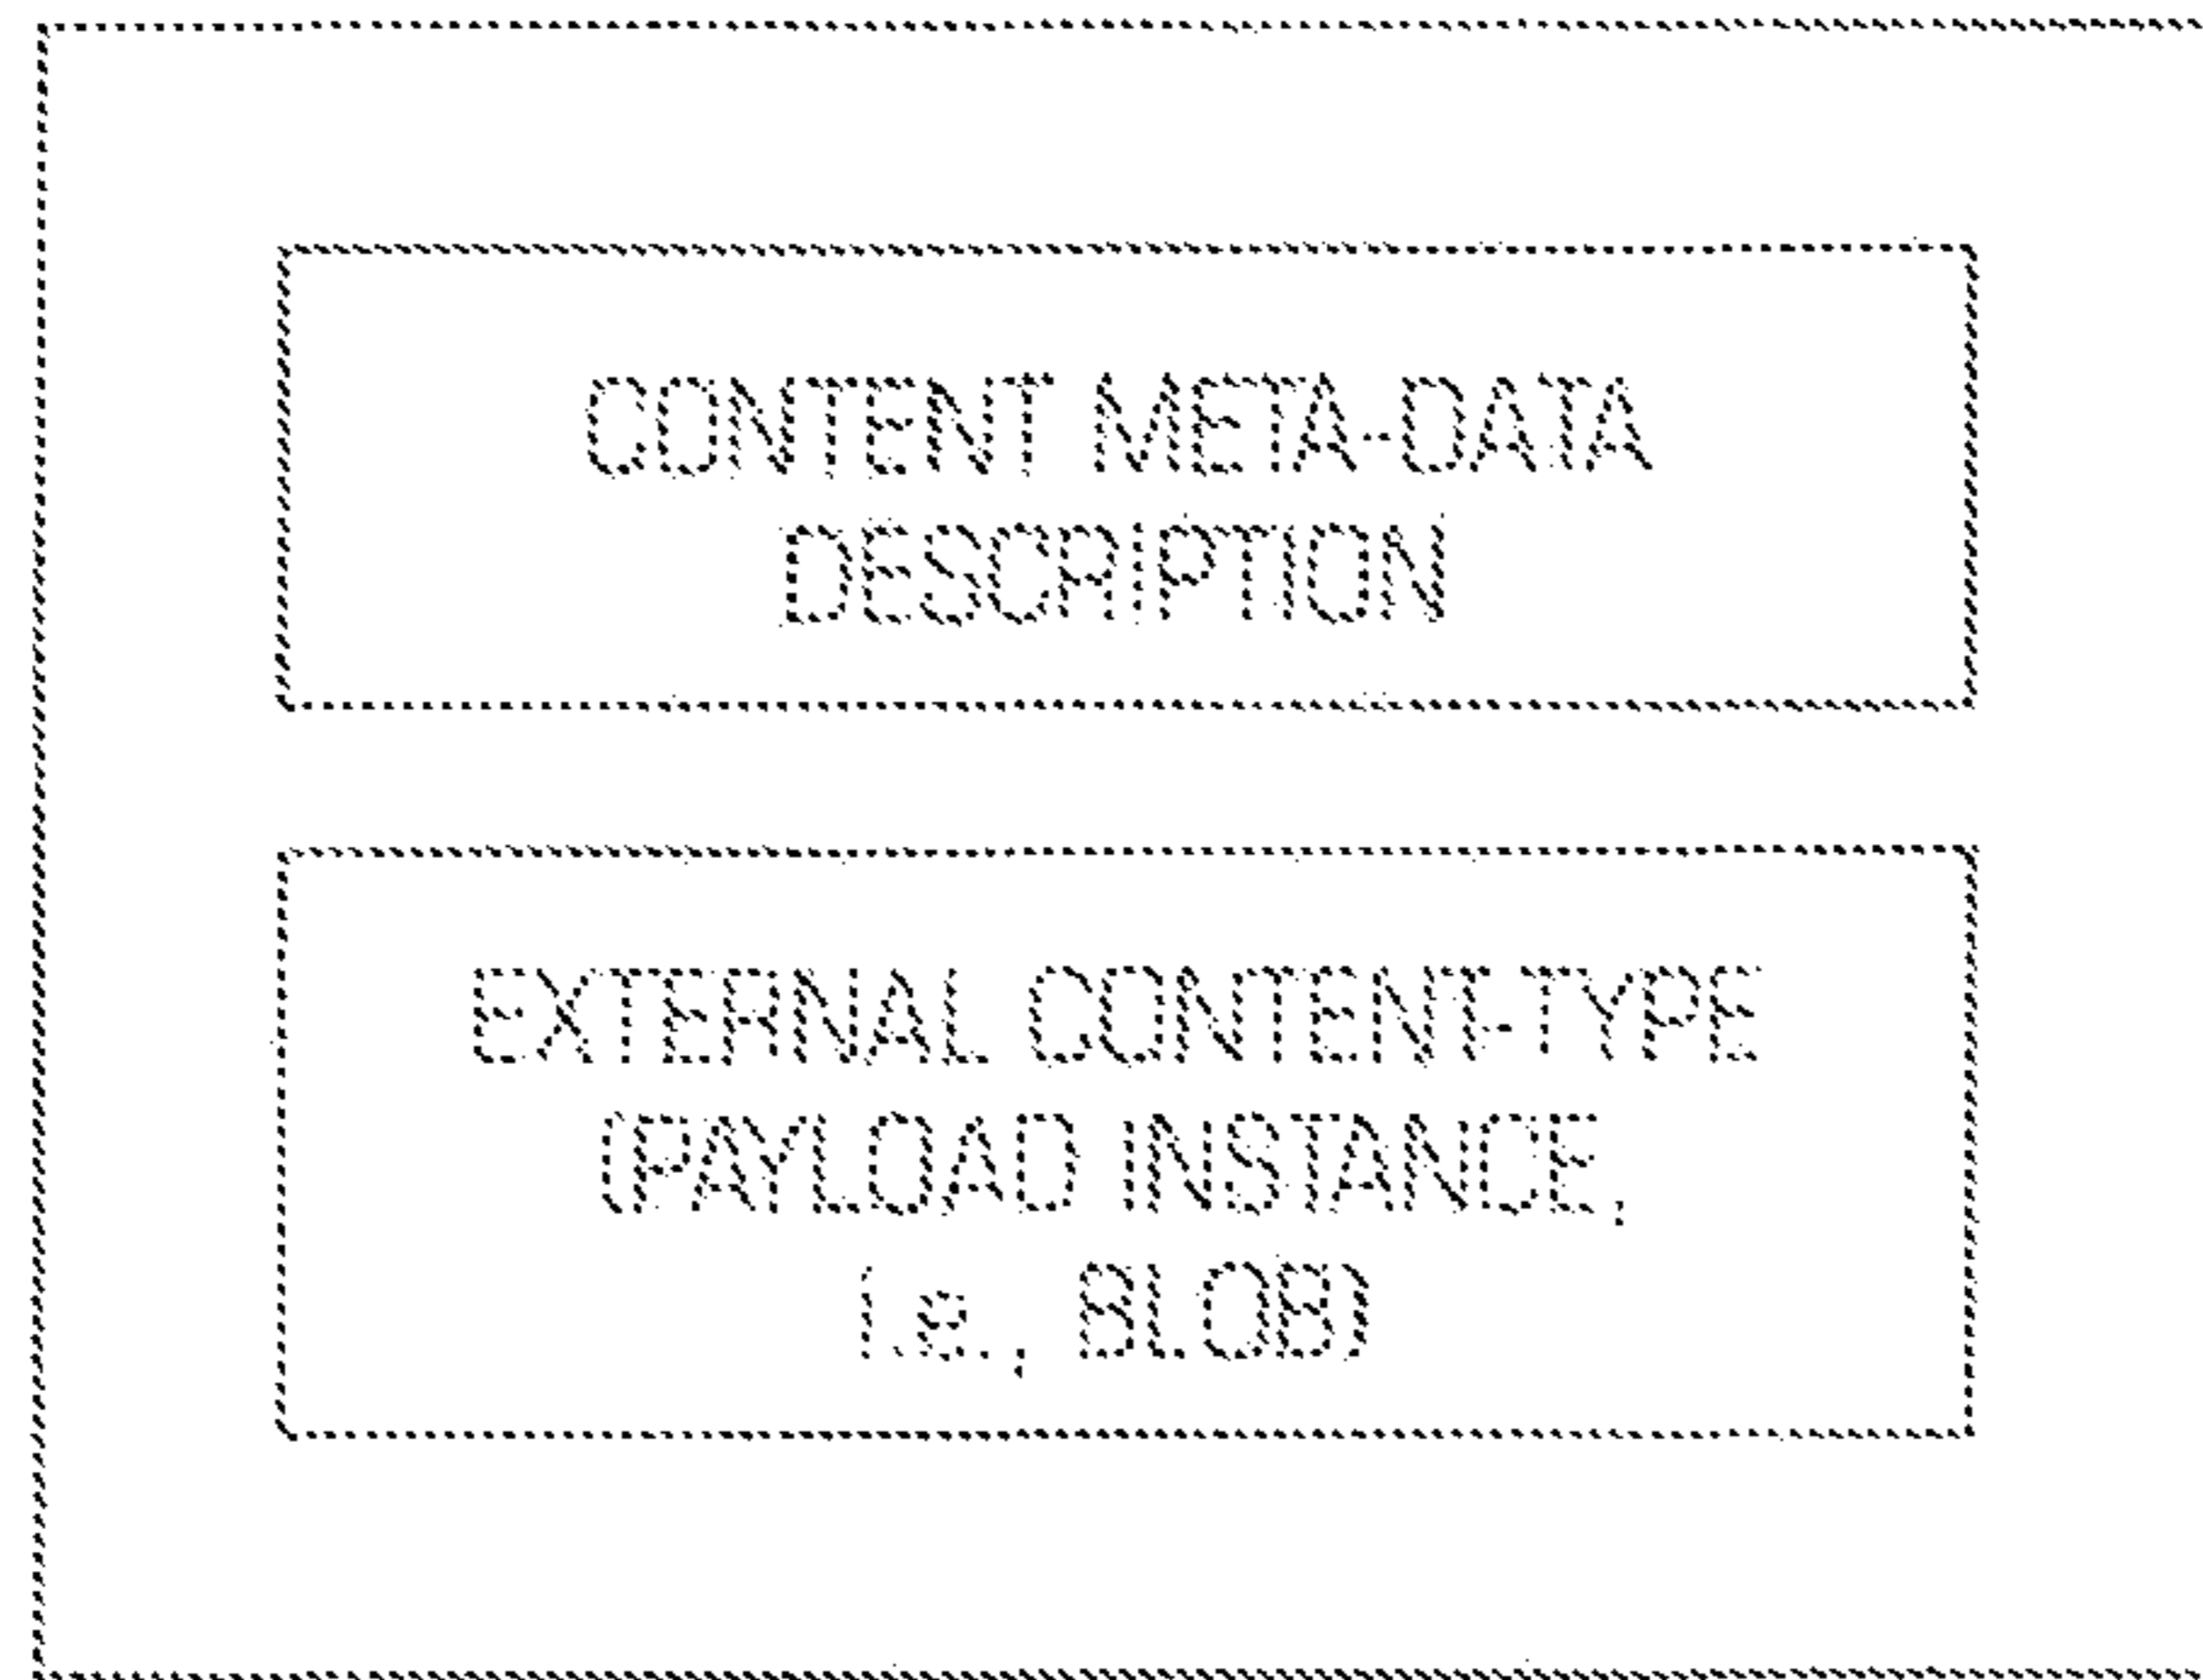 CONTENT META-DATA
DESCRIPTION
EXTERNAL CONTENT-TYPE
(PAYLOAD INSTANCE,
i.e., BLOB)